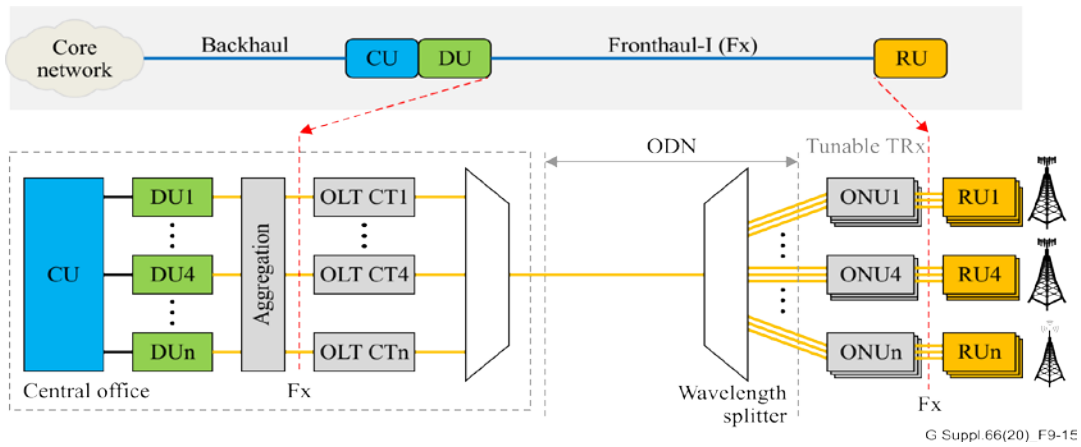 Core
network
Backhaul
CU
DU
Fronthaul-I (Fx)
RU
ODN
Tunable TRx
CU
DU1
DU4
DUn
Aggregation
OLT CT1
OLT CT4
OLT CTn
ONU1
ONU4
ONUn
RU1
RU4
RUn
Central office
Fx
Wavelength
splitter
Fx
G Suppl.66(20)_F9-15